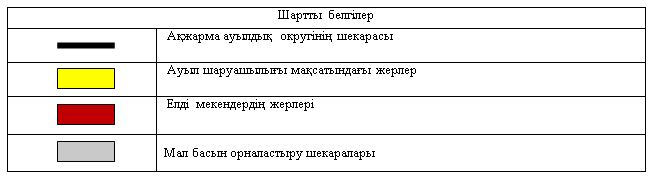 Шартты белгілер
Ақжарма ауылдық округінің шекарасы
Ауыл шаруашылығы мақсатындағы жерлер
Елді мекендердің жерлері
Мал басын орналастыру шекаралары